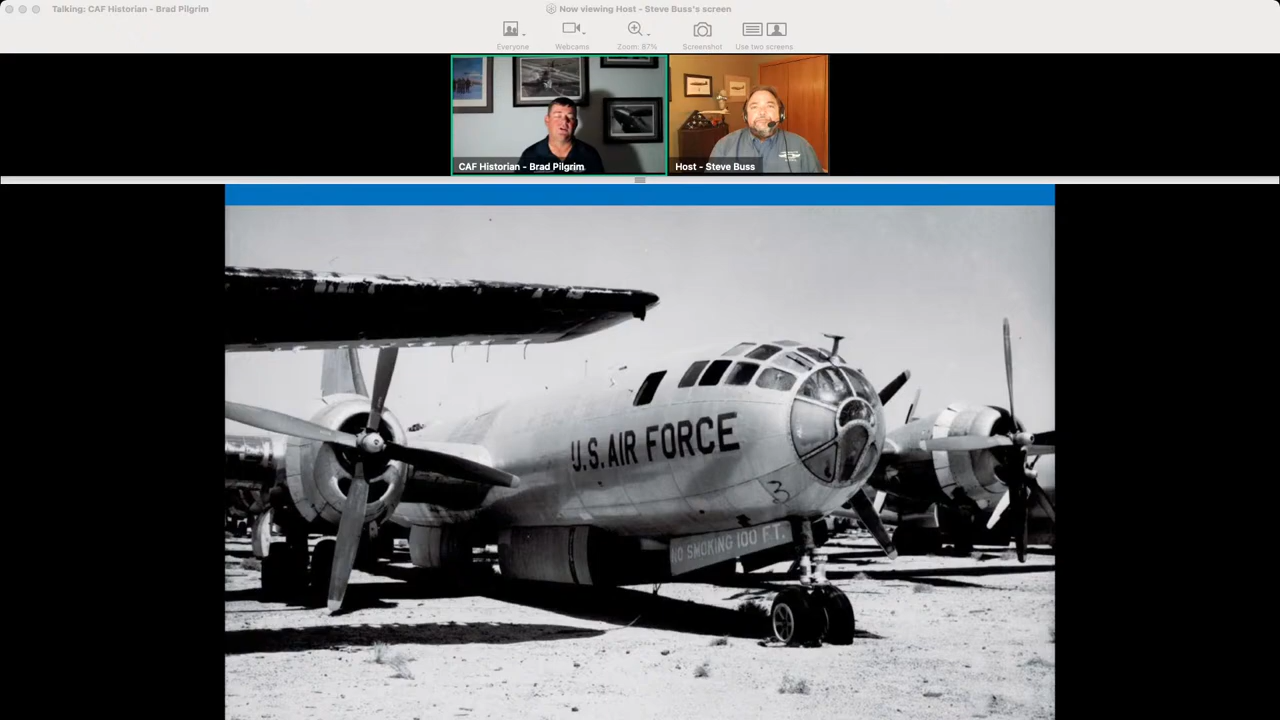 Talking: CAF Historian - Brad Pilgrim
Now viewing Host - Steve Buss's screen
Everyone
Webcams
Zoom: 67%
Screenshot
Use two screens
CAF Historian - Brad Pilgrim
Host - Steve Buss
U.S. AIR FORCE
3
NO SMOKING 100 FT.